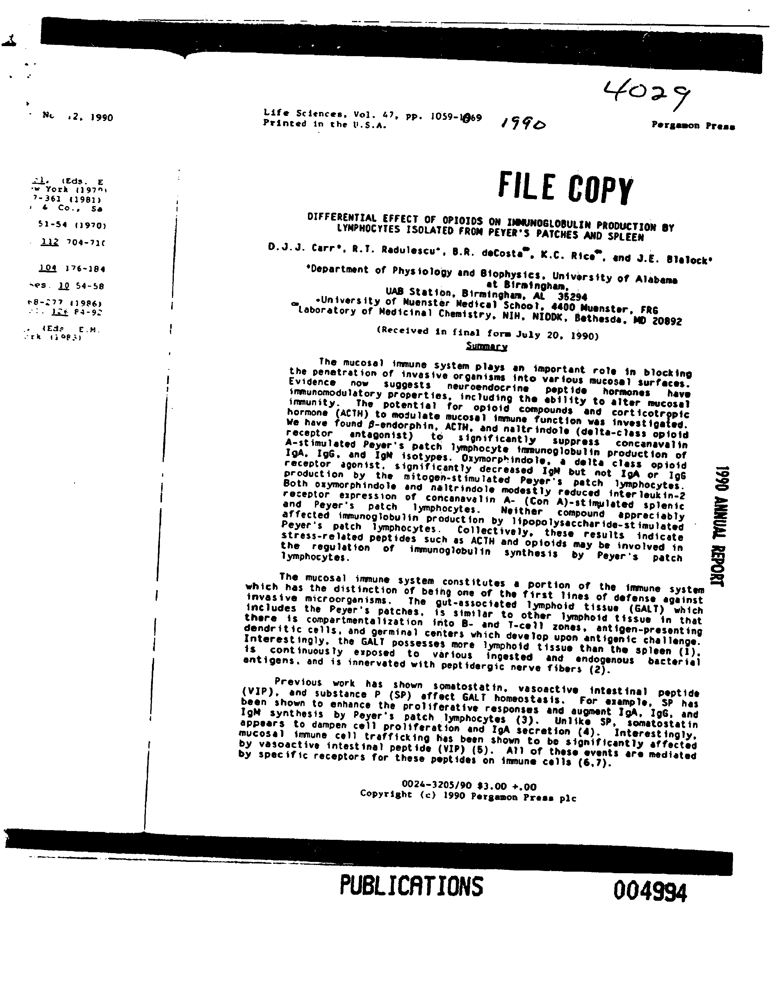 4029
No 12, 1990
Life Sciences, Vol. 47, pp. 1059-1069
Printed in the U.S.A.
1990
Pergamon Press
(Eds. E
York (1970)
7-361 (1981)
& Co., Sa
51-54 (1970)
112 704-710
104 176-184
10 54-58
68-277 (1986)
124 84-92
(Eds E.M.
(1983)
FILE COPY
DIFFERENTIAL EFFECT OF OPIOIDS ON IMMUNOGLOBULIN PRODUCTION BY
LYMPHOCYTES ISOLATED FROM PEYER'S PATCHES AND SPLEEN
D.J.J. Carr*, R.T. Radulescu+, B.R. deCosta**, K.C. Rice**, and J.E. Blalock*
*Department of Physiology and Biophysics, University of Alabama
at Birmingham,
UAB Station, Birmingham, AL 35294
+University of Muenster Medical School, 4400 Muenster, FRG
**Laboratory of Medicinal Chemistry, NIH, NIDDK, Bethesda, MD 20892
(Received in final form July 20, 1990)
Summary
The mucosal immune system plays an important role in blocking
the penetration of invasive organisms into various mucosal surfaces.
Evidence now suggests neuroendocrine peptide hormones have
immunomodulatory properties, including the ability to alter mucosal
immunity. The potential for opioid compounds and corticotropic
hormone (ACTH) to modulate mucosal immune function was investigated.
We have found β-endorphin, ACTH, and naltrindole (delta-class opioid
receptor antagonist) to significantly suppress concanavalin
A-stimulated Peyer's patch lymphocyte immunoglobulin production of
IgA, IgG, and IgM isotypes. Oxymorphindole, a delta class opioid
receptor agonist, significantly decreased IgM but not IgA or IgG
production by the mitogen-stimulated Peyer's patch lymphocytes.
Both oxymorphindole and naltrindole modestly reduced interleukin-2
receptor expression of concanavalin A- (Con A)-stimulated splenic
and Peyer's patch lymphocytes. Neither compound appreciably
affected immunoglobulin production by lipopolysaccharide-stimulated
Peyer's patch lymphocytes. Collectively, these results indicate
stress-related peptides such as ACTH and opioids may be involved in
the regulation of immunoglobulin synthesis by Peyer's patch
lymphocytes.
1990 ANNUAL REPORT
The mucosal immune system constitutes a portion of the immune system
which has the distinction of being one of the first lines of defense against
invasive microorganisms. The gut-associated lymphoid tissue (GALT) which
includes the Peyer's patches, is similar to other lymphoid tissue in that
there is compartmentalization into B- and T-cell zones, antigen-presenting
dendritic cells, and germinal centers which develop upon antigenic challenge.
Interestingly, the GALT possesses more lymphoid tissue than the spleen (1),
is continuously exposed to various ingested and endogenous bacterial
antigens, and is innervated with peptidergic nerve fibers (2).
Previous work has shown somatostatin, vasoactive intestinal peptide
(VIP), and substance P (SP) affect GALT homeostasis. For example, SP has
been shown to enhance the proliferative responses and augment IgA, IgG, and
IgM synthesis by Peyer's patch lymphocytes (3). Unlike SP, somatostatin
appears to dampen cell proliferation and IgA secretion (4). Interestingly,
mucosal immune cell trafficking has been shown to be significantly affected
by vasoactive intestinal peptide (VIP) (5). All of these events are mediated
by specific receptors for these peptides on immune cells (6,7).
0024-3205/90 $3.00 +.00
Copyright (c) 1990 Pergamon Press plc
PUBLICATIONS
004994